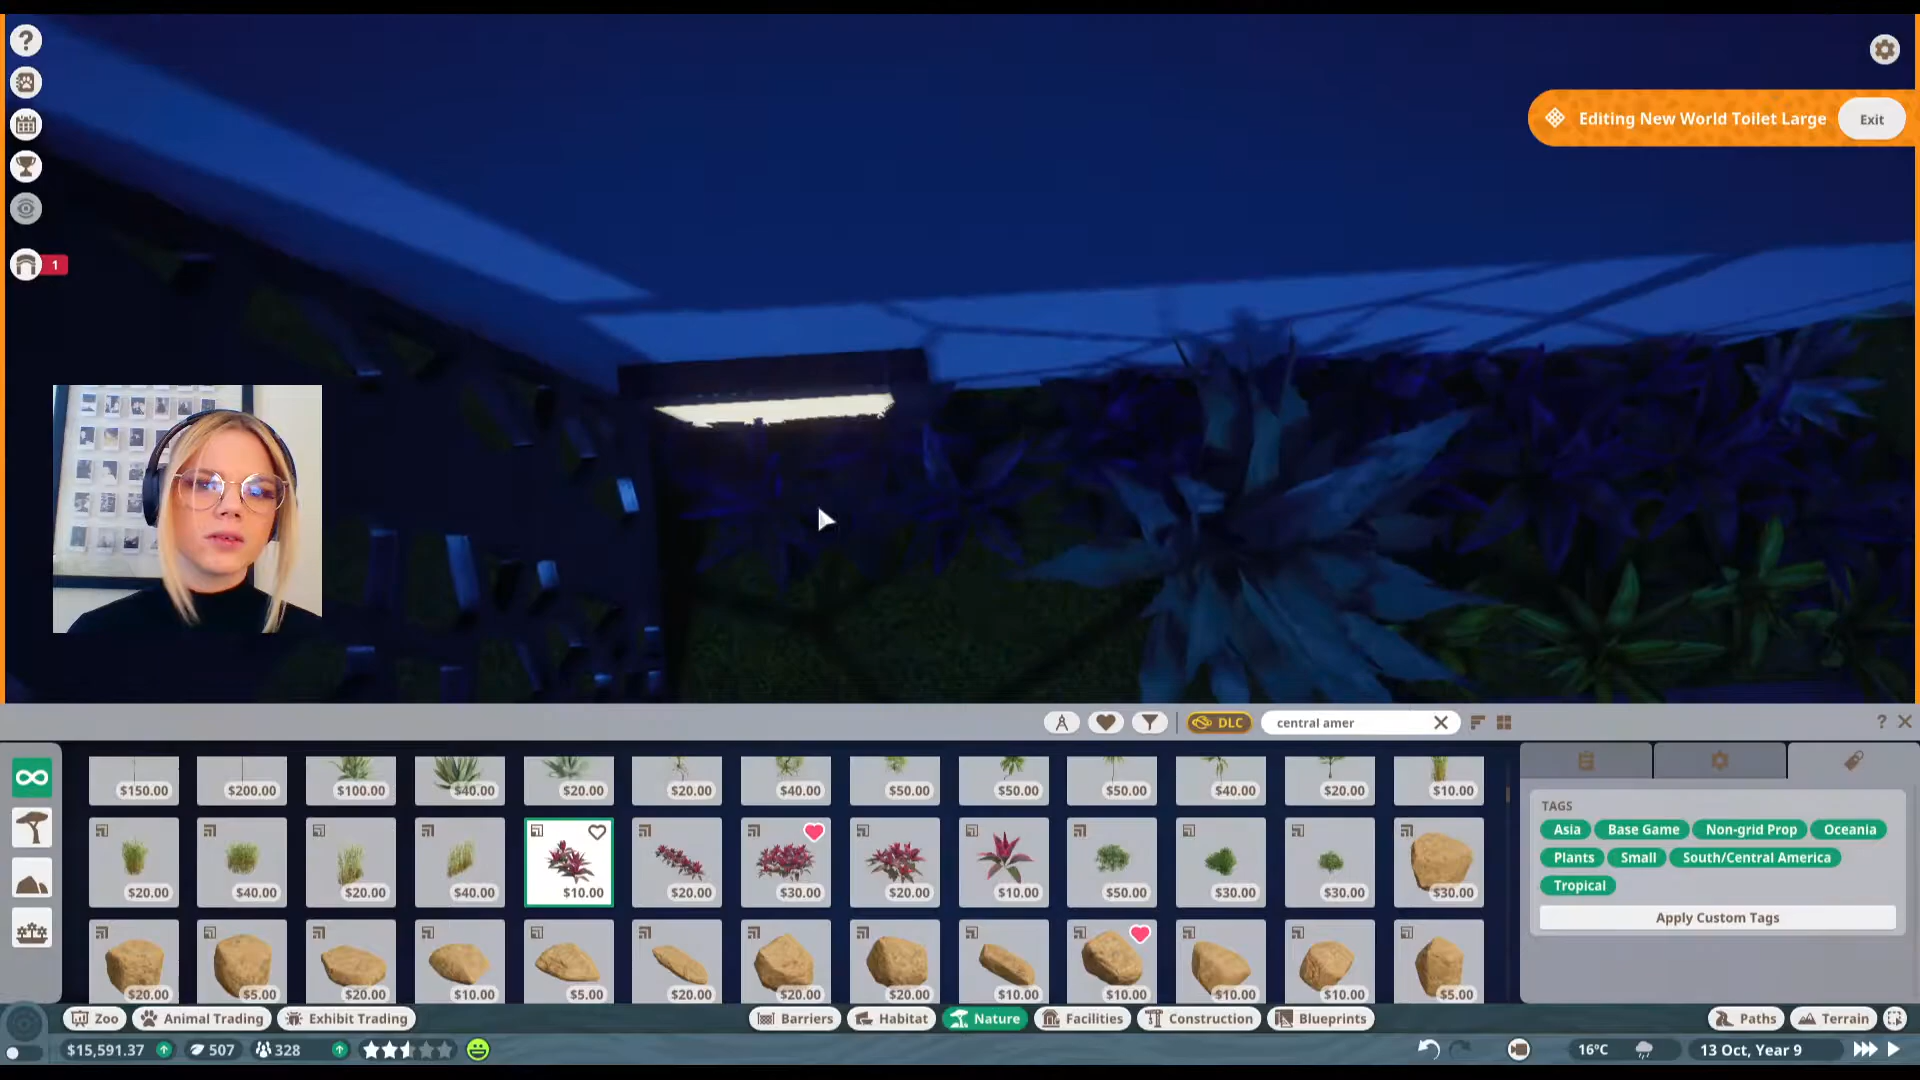 ?
Editing New World Toilet Large
Exit
1
DLC
central amer
?
$150.00 $200.00 $100.00 $40.00 $20.00 $20.00 $40.00 $50.00 $50.00 $50.00 $40.00 $20.00 $10.00
$20.00 $40.00 $20.00 $40.00 $10.00 $20.00 $30.00 $20.00 $10.00 $50.00 $30.00 $30.00 $30.00
$20.00 $5.00 $20.00 $10.00 $5.00 $20.00 $20.00 $20.00 $10.00 $10.00 $10.00 $10.00 $5.00
TAGS
Asia Base Game Non-grid Prop Oceania
Plants Small South/Central America
Tropical
Apply Custom Tags
Zoo Animal Trading Exhibit Trading Barriers Habitat Nature Facilities Construction Blueprints Paths Terrain
$15,591.37 507 328 16°C 13 Oct, Year 9